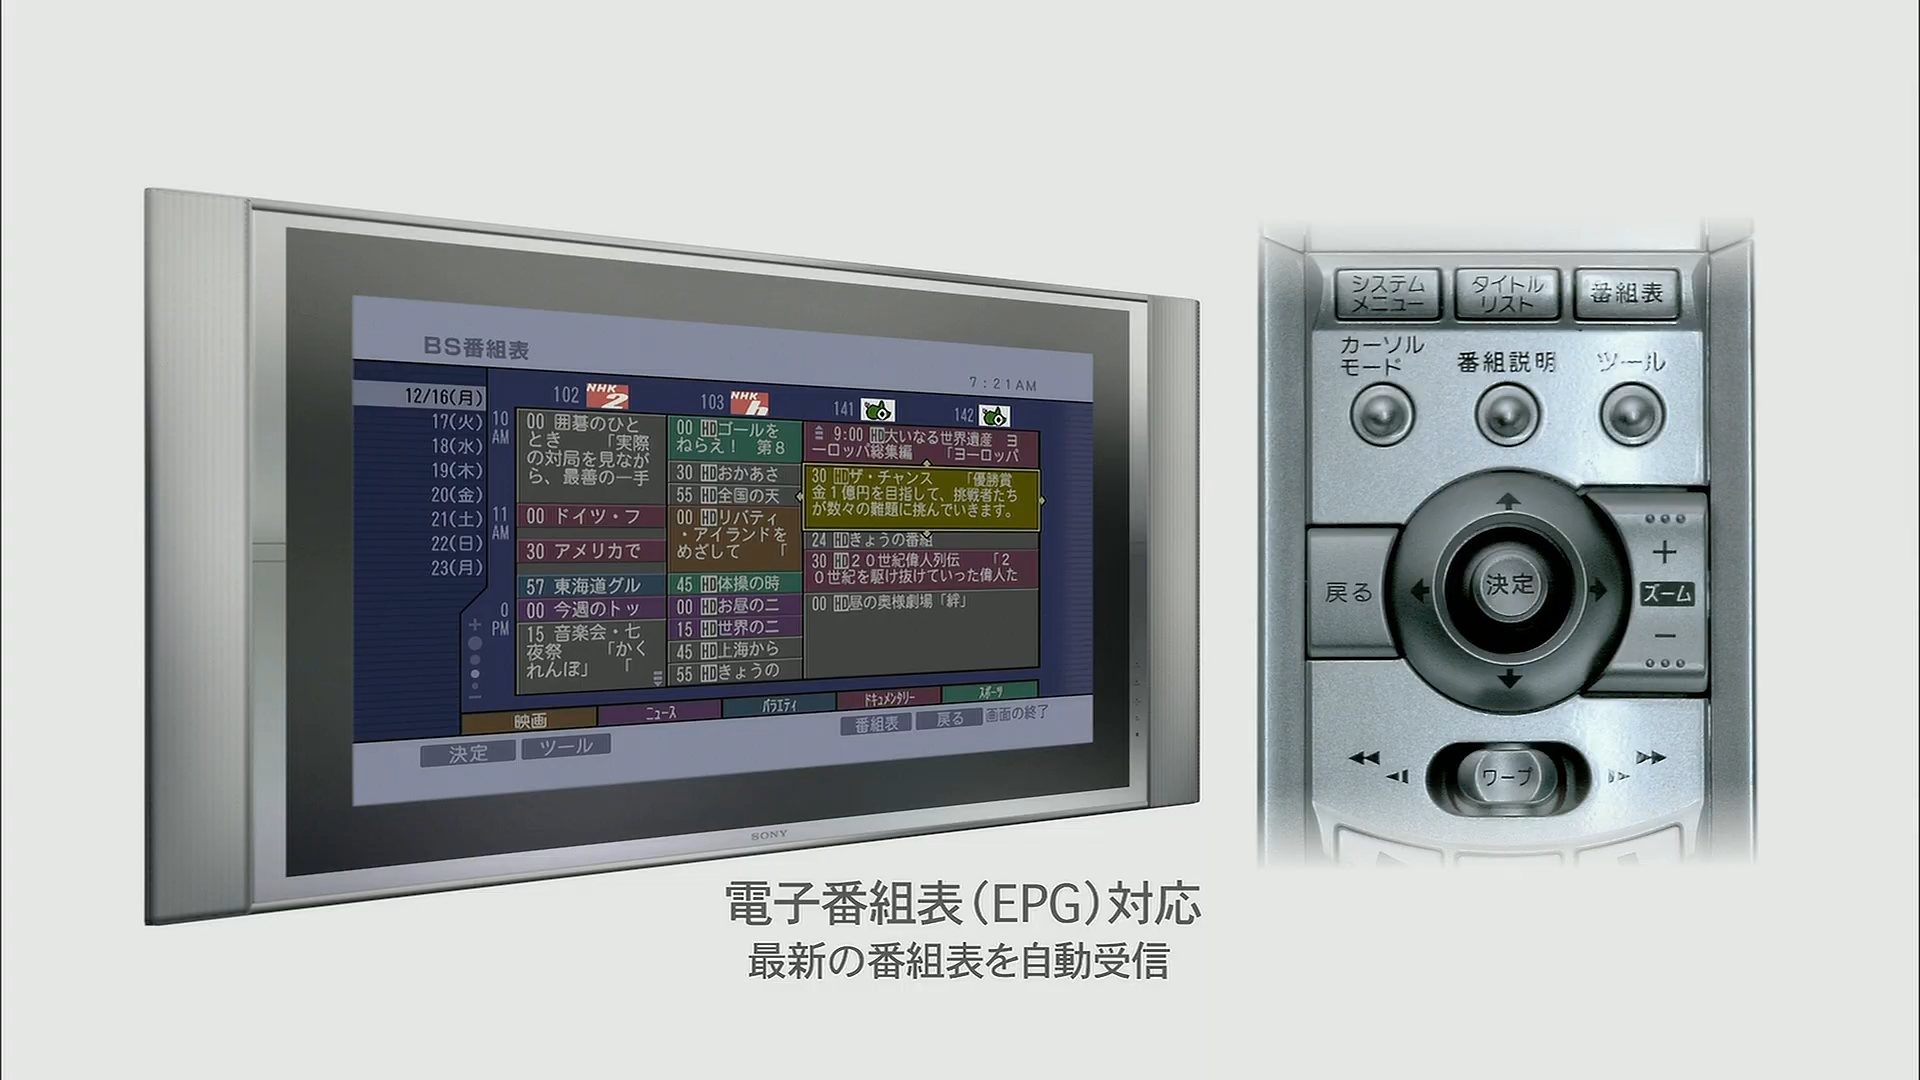 BS番組表
7:21AM
102 NHK 2
103 NHK h
141
142
12/16(月)
17(火)
18(水)
19(木)
20(金)
21(土)
22(日)
23(月)
10 AM
11 AM
0 PM
00 囲碁のひと
とき 「実際
の対局を見なが
ら、最善の一手
00 ドイツ・フ
30 アメリカで
57 東海道グル
00 今週のトッ
15 音楽会・七
夜祭 「かく
れんぼ」 「
00 HDゴールを
ねらえ! 第8
30 HDおかあさ
55 HD全国の天
00 HDリバティ
・アイランドを
めざして 「
45 HD体操の時
00 HDお昼のニ
15 HD世界のニ
45 HD上海から
55 HDきょうの
9:00 HD大いなる世界遺産 ヨ
ーロッパ総集編 「ヨーロッパ
30 HDザ・チャンス 「優勝賞
金1億円を目指して、挑戦者たち
が数々の難題に挑んでいきます。
24 HDきょうの番組
30 HD20世紀偉人列伝 「2
0世紀を駆け抜けていった偉人た
00 HD昼の奥様劇場「絆」
映画 ニュース バラエティ ドキュメンタリー スポーツ
決定 ツール 番組表 戻る 画面の終了
SONY
システム
メニュー
タイトル
リスト
番組表
カーソル
モード
番組説明
ツール
戻る
決定
+
ズーム
−
ワープ
電子番組表(EPG)対応
最新の番組表を自動受信